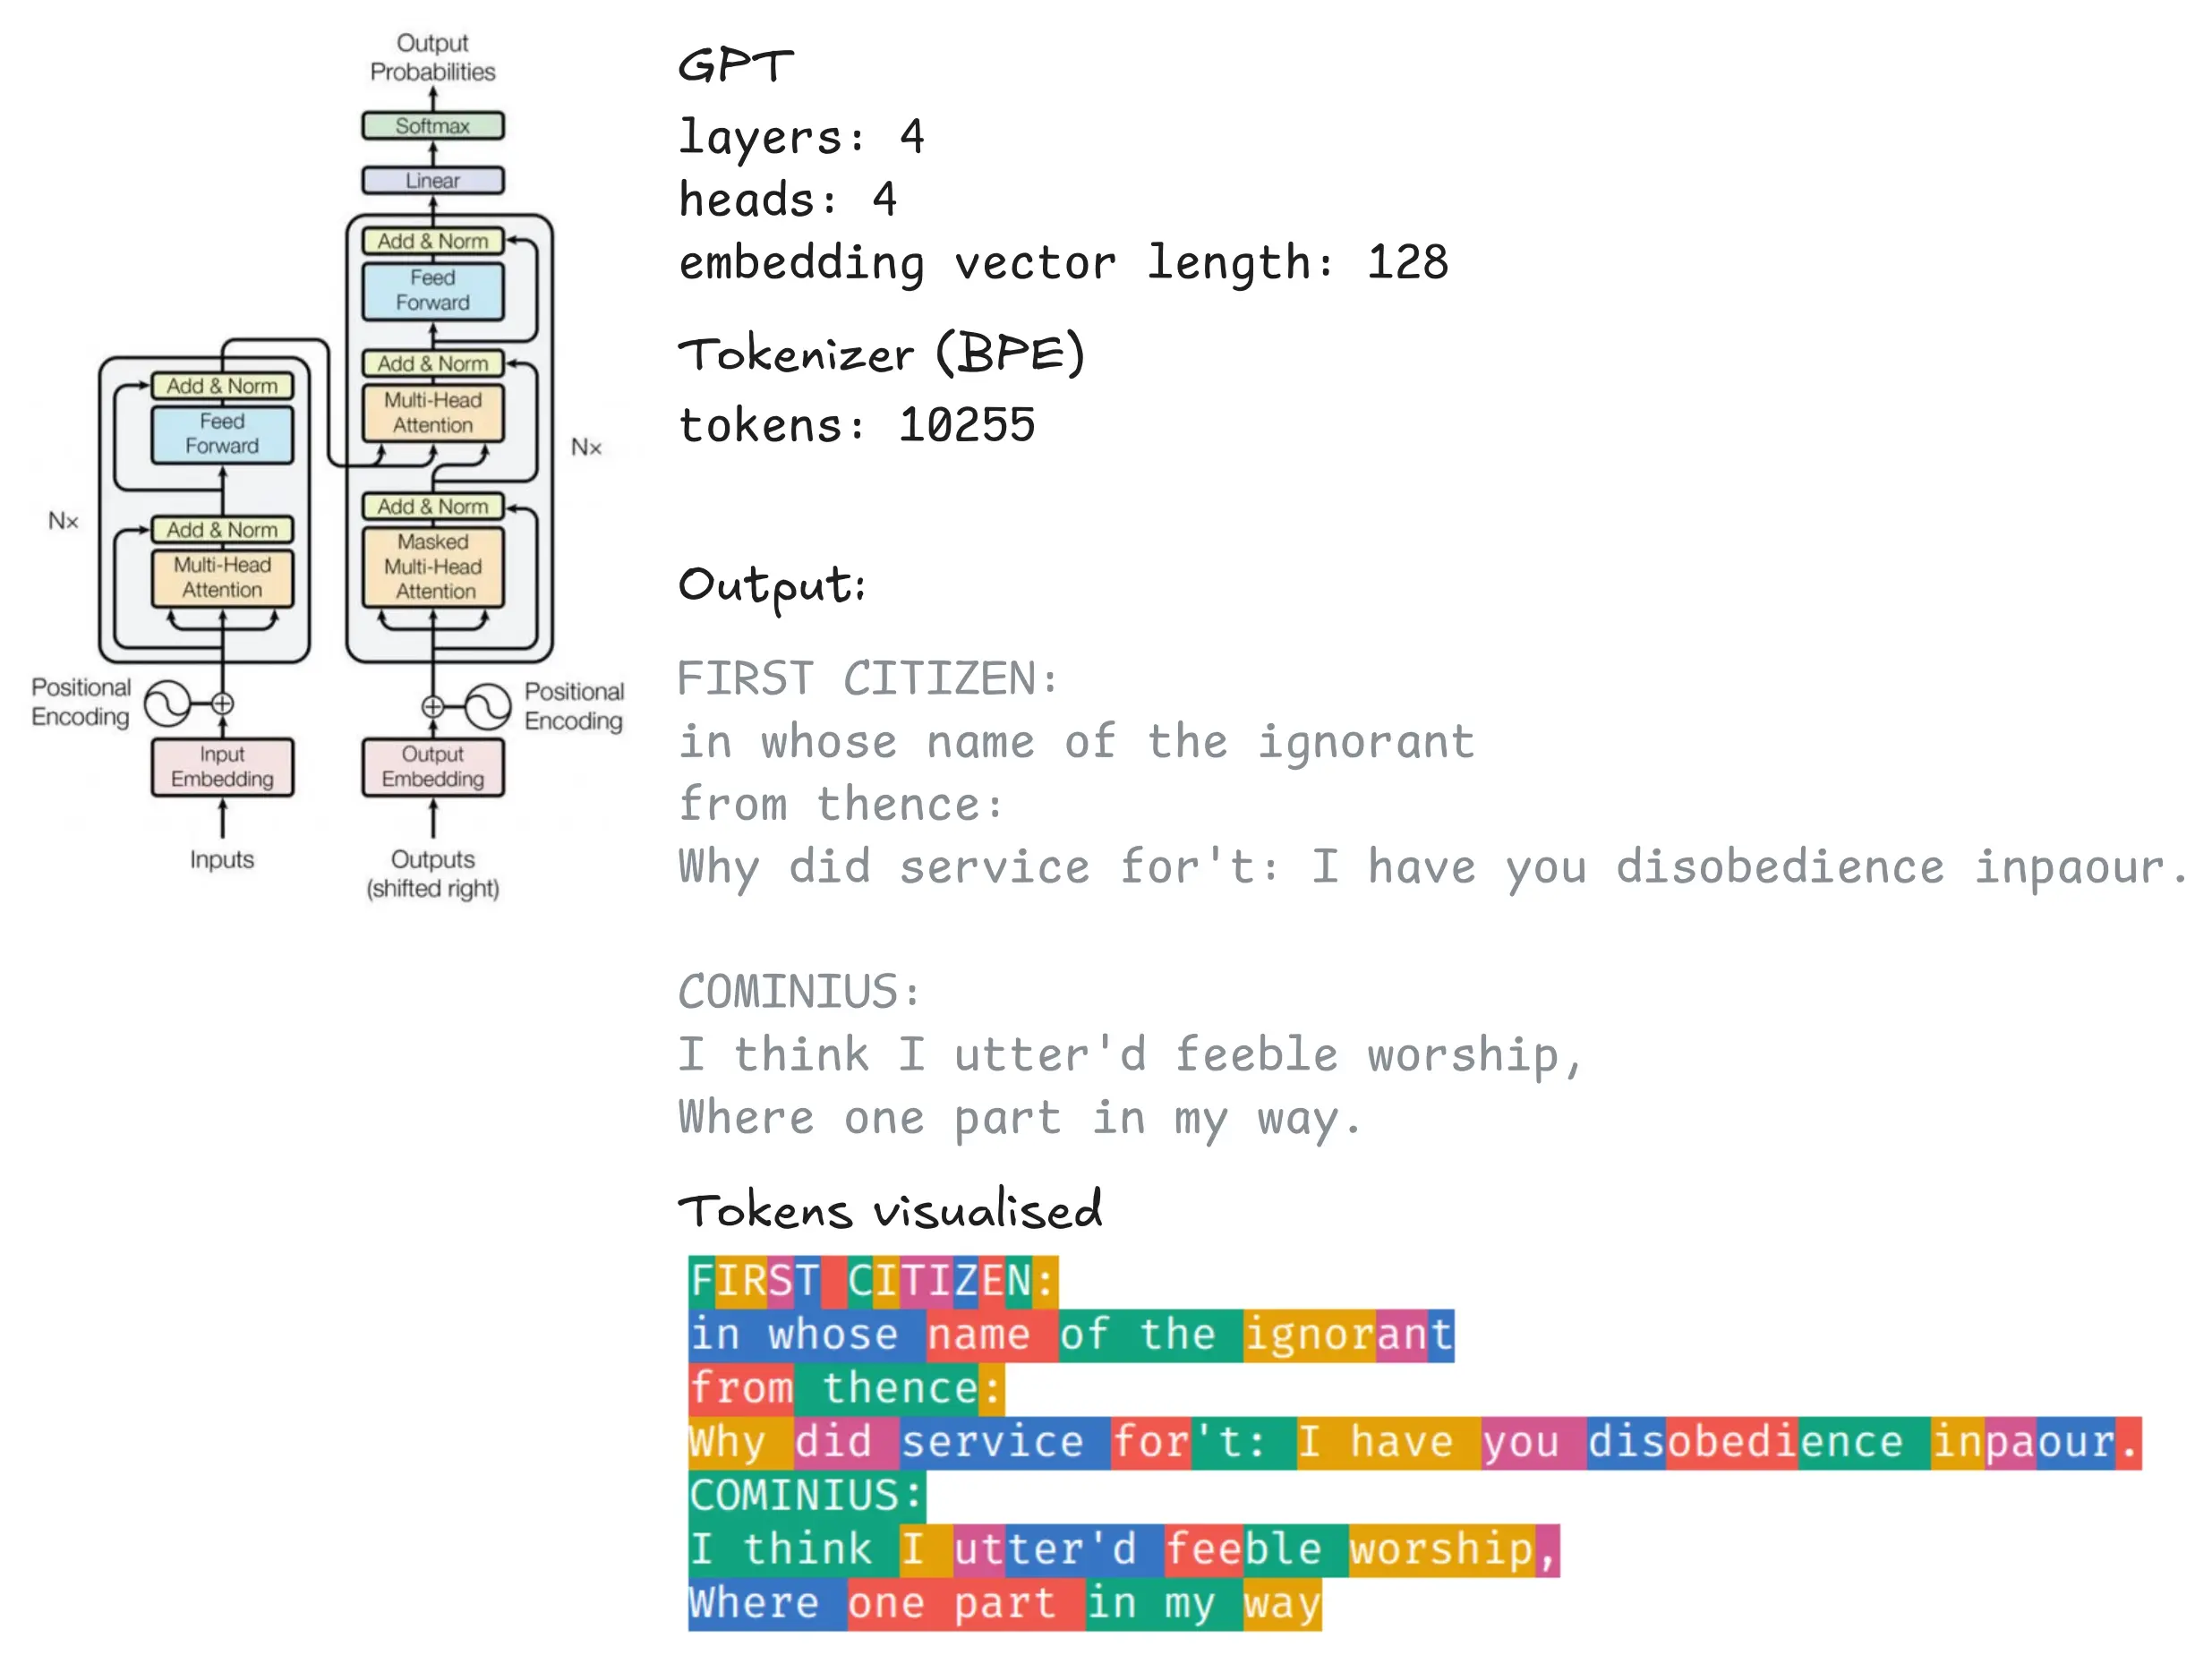 Output
Probabilities
Softmax
Linear
Add & Norm
Feed
Forward
Add & Norm
Multi-Head
Attention
Add & Norm
Masked
Multi-Head
Attention
Nx
Positional
Encoding
Output
Embedding
Outputs
(shifted right)
Add & Norm
Feed
Forward
Add & Norm
Multi-Head
Attention
Nx
Positional
Encoding
Input
Embedding
Inputs
GPT
layers: 4
heads: 4
embedding vector length: 128
Tokenizer (BPE)
tokens: 10255
Output:
FIRST CITIZEN:
in whose name of the ignorant
from thence:
Why did service for't: I have you disobedience inpaour.
COMINIUS:
I think I utter'd feeble worship,
Where one part in my way.
Tokens visualised
FIRST CITIZEN:
in whose name of the ignorant
from thence:
Why did service for't: I have you disobedience inpaour.
COMINIUS:
I think I utter'd feeble worship,
Where one part in my way